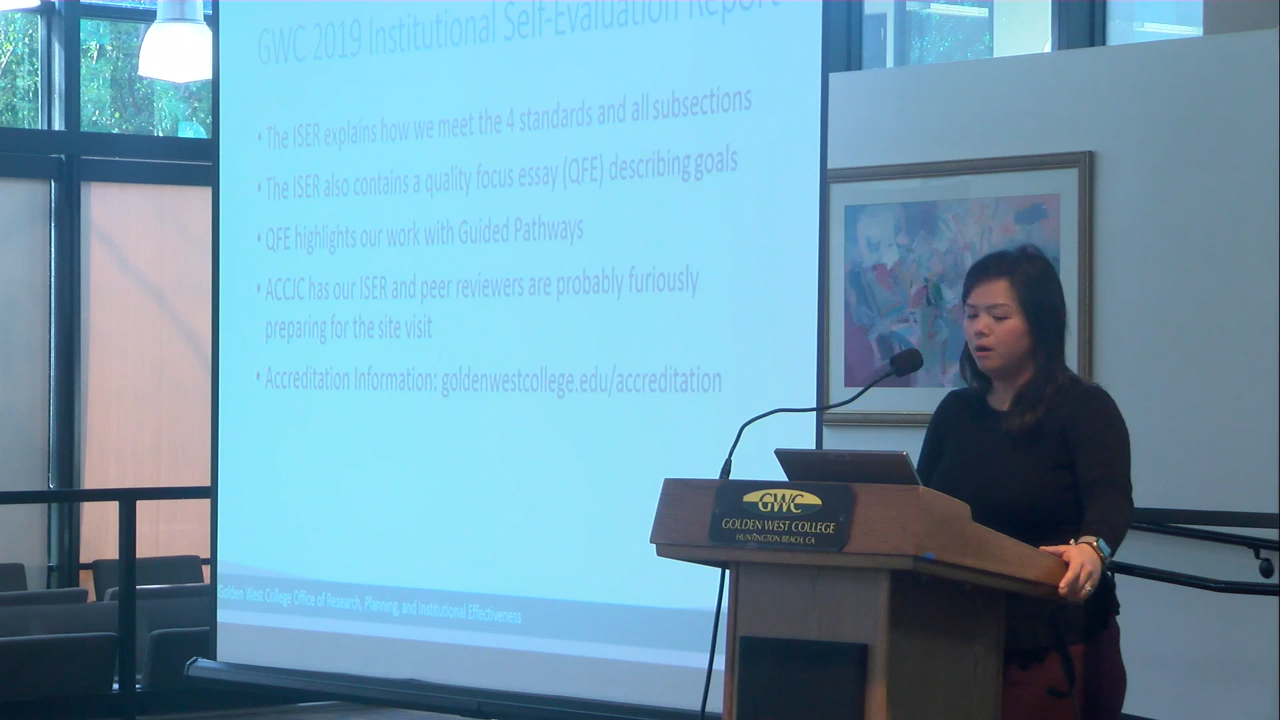 GWC 2019 Institutional Self-Evaluation Report
• The ISER explains how we meet the 4 standards and all subsections
• The ISER also contains a quality focus essay (QFE) describing goals
• QFE highlights our work with Guided Pathways
• ACCJC has our ISER and peer reviewers are probably furiously
preparing for the site visit
• Accreditation Information: goldenwestcollege.edu/accreditation
Golden West College Office of Research, Planning, and Institutional Effectiveness
GWC
GOLDEN WEST COLLEGE
HUNTINGTON BEACH, CA